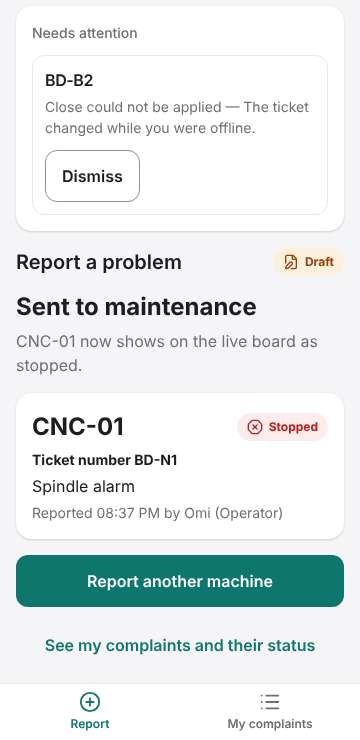 Needs attention
BD-B2
Close could not be applied — The ticket
changed while you were offline.
Dismiss
Report a problem
Draft
Sent to maintenance
CNC-01 now shows on the live board as
stopped.
CNC-01
Stopped
Ticket number BD-N1
Spindle alarm
Reported 08:37 PM by Omi (Operator)
Report another machine
See my complaints and their status
Report
My complaints